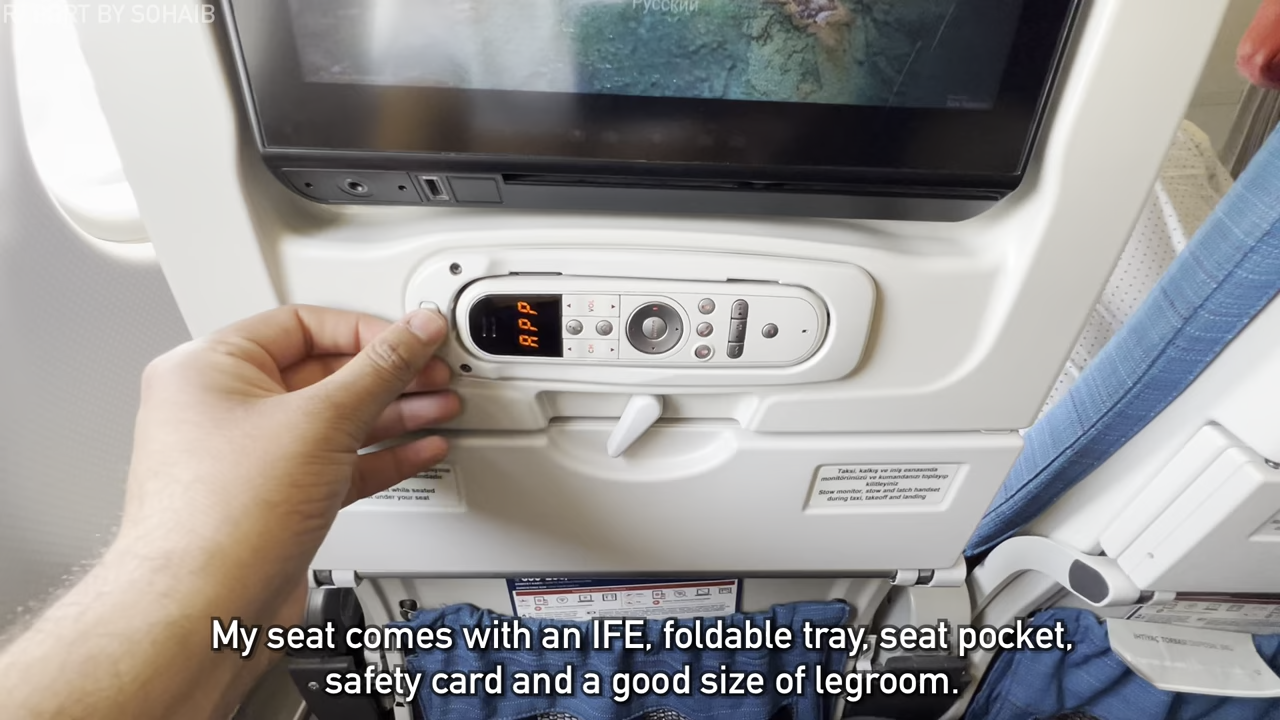 REPORT BY SOHAIB
Русский
VOL
APP
CH
while seated
under your seat
Taksi, kalkış ve iniş esnasında
monitörünüzü ve kumandanızı toplayıp
kilitleyiniz
Stow monitor, stow and latch handset
during taxi, takeoff and landing
My seat comes with an IFE, foldable tray, seat pocket,
safety card and a good size of legroom.